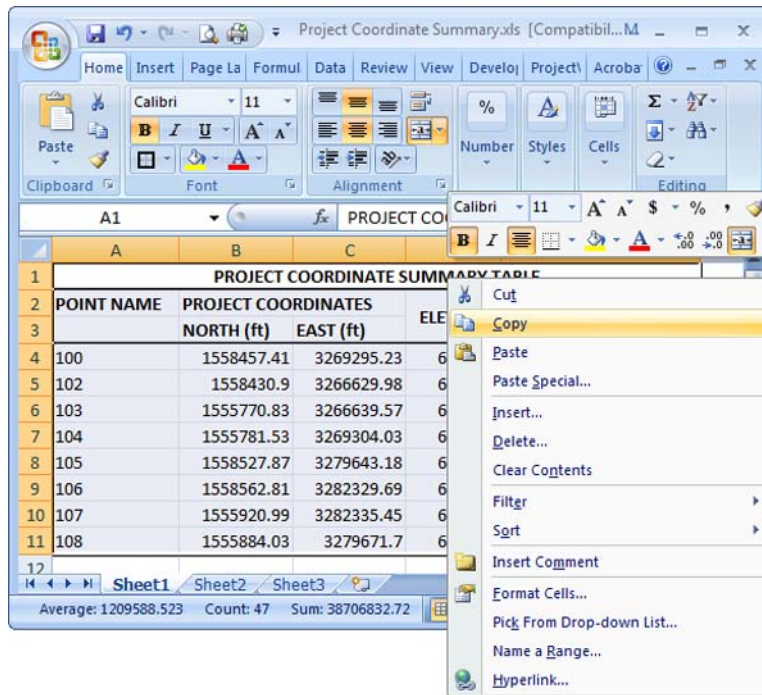 Project Coordinate Summary.xls [Compatibil...M
Home Insert Page La Formul Data Review View Develo Project Acroba
Paste
Calibri 11
B I U A A
A
% Number Styles Cells
Σ
Clipboard Font Alignment Editing
A1 fx PROJECT CO
Calibri 11 A A $ % ,
B I A .00 .00
A B C
1 PROJECT COORDINATE SUMMARY TABLE
2 POINT NAME PROJECT COORDINATES
ELE
3 NORTH (ft) EAST (ft)
4 100 1558457.41 3269295.23 6
5 102 1558430.9 3266629.98 6
6 103 1555770.83 3266639.57 6
7 104 1555781.53 3269304.03 6
8 105 1558527.87 3279643.18 6
9 106 1558562.81 3282329.69 6
10 107 1555920.99 3282335.45 6
11 108 1555884.03 3279671.7 6
12
Sheet1 Sheet2 Sheet3
Average: 1209588.523 Count: 47 Sum: 38706832.72
Cut
Copy
Paste
Paste Special...
Insert...
Delete...
Clear Contents
Filter
Sort
Insert Comment
Format Cells...
Pick From Drop-down List...
Name a Range...
Hyperlink...